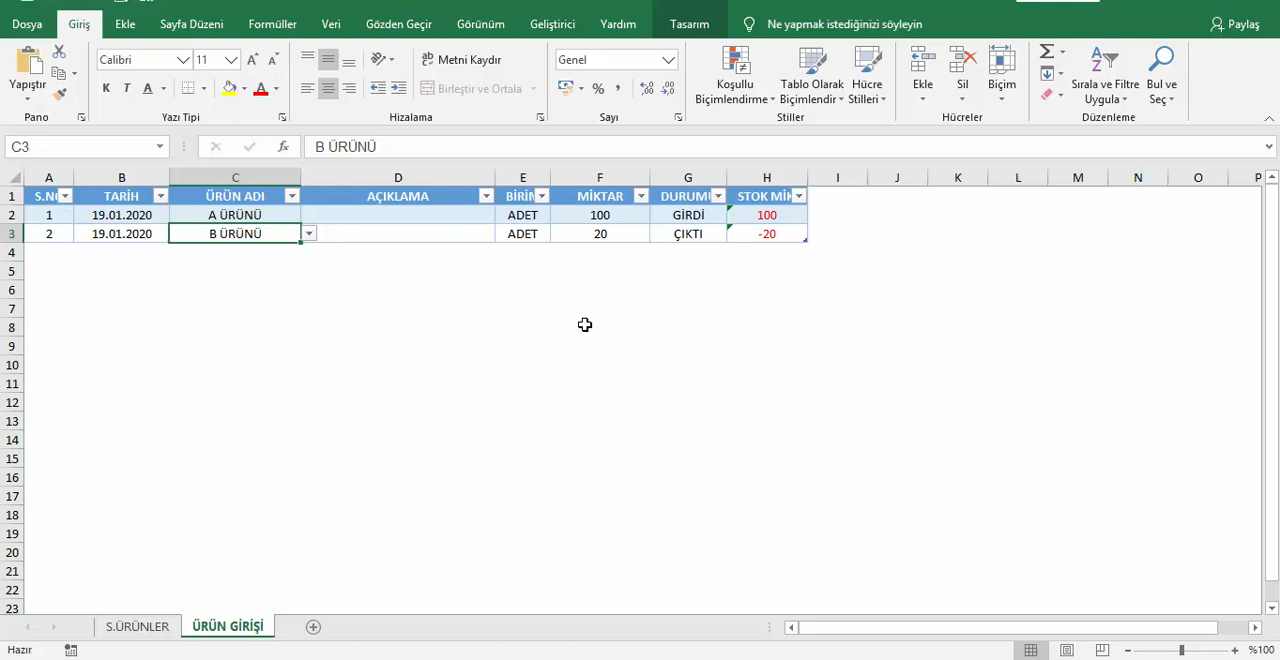 Dosya Giriş Ekle Sayfa Düzeni Formüller Veri Gözden Geçir Görünüm Geliştirici Yardım Tasarım Ne yapmak istediğinizi söyleyin Paylaş
Yapıştır
Calibri 11
K T A
A A
Metni Kaydır
Birleştir ve Ortala
Genel
%
Koşullu Biçimlendirme
Tablo Olarak Biçimlendir
Hücre Stilleri
Ekle
Sil
Biçim
Sırala ve Filtre Uygula
Bul ve Seç
Pano Yazı Tipi Hizalama Sayı Stiller Hücreler Düzenleme
C3 fx B ÜRÜNÜ
A B C D E F G H I J K L M N O P
1 S.NO TARİH ÜRÜN ADI AÇIKLAMA BİRİM MİKTAR DURUMU STOK MİK
2 1 19.01.2020 A ÜRÜNÜ ADET 100 GİRDİ 100
3 2 19.01.2020 B ÜRÜNÜ ADET 20 ÇIKTI -20
4
5
6
7
8
9
10
11
12
13
14
15
16
17
18
19
20
21
22
23
S.ÜRÜNLER ÜRÜN GİRİŞİ
Hazır %100